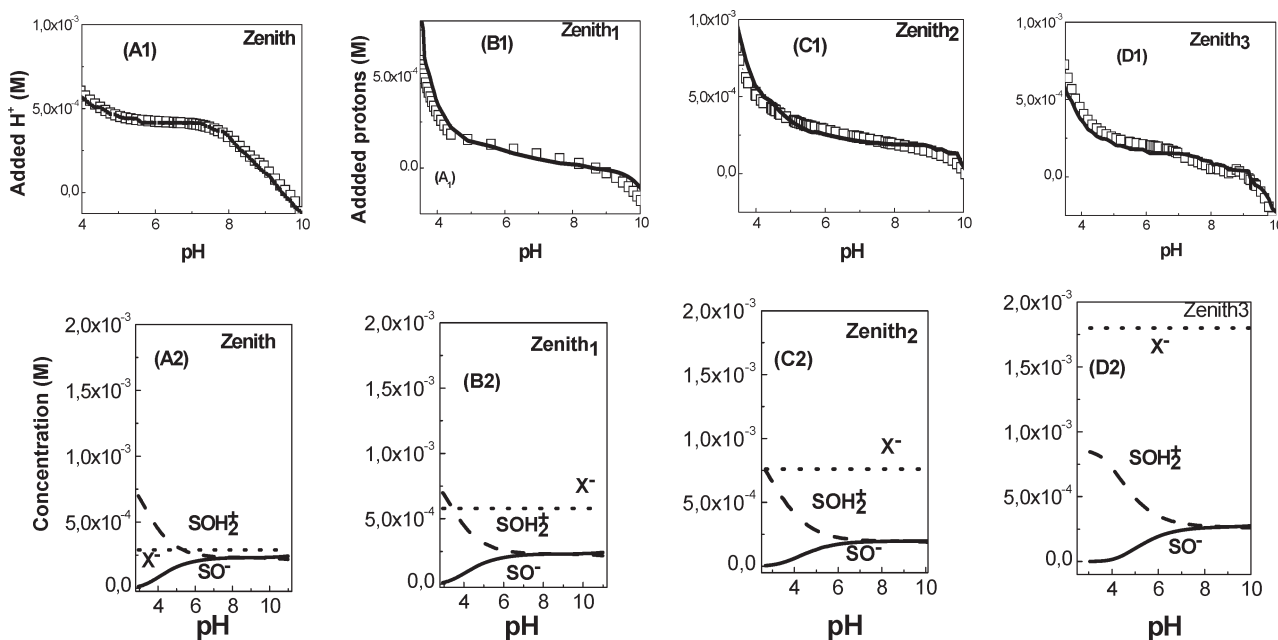 (A1)
Zenith
Added H⁺ (M)
1,0x10⁻³
5,0x10⁻⁴
0,0
4
6
8
10
pH
(B1)
Zenith₁
Addded protons (M)
5,0x10⁻⁴
0,0
(A₁)
4
6
8
10
pH
(C1)
Zenith₂
1,0x10⁻³
5,0x10⁻⁴
0,0
4
6
8
10
pH
(D1)
Zenith3
1,0x10⁻³
5,0x10⁻⁴
0,0
4
6
8
10
pH
(A2)
Zenith
Concentration (M)
2,0x10⁻³
1,5x10⁻³
1,0x10⁻³
5,0x10⁻⁴
0,0
SOH₂⁺
X⁻
SO⁻
4
6
8
10
pH
(B2)
Zenith₁
2,0x10⁻³
1,5x10⁻³
1,0x10⁻³
5,0x10⁻⁴
0,0
X⁻
SOH₂⁺
SO⁻
4
6
8
10
pH
(C2)
Zenith₂
2,0x10⁻³
1,5x10⁻³
1,0x10⁻³
5,0x10⁻⁴
0,0
X⁻
SOH₂⁺
SO⁻
4
6
8
10
pH
Zenith3
(D2)
2,0x10⁻³
1,5x10⁻³
1,0x10⁻³
5,0x10⁻⁴
0,0
X⁻
SOH₂⁺
SO⁻
4
6
8
10
pH